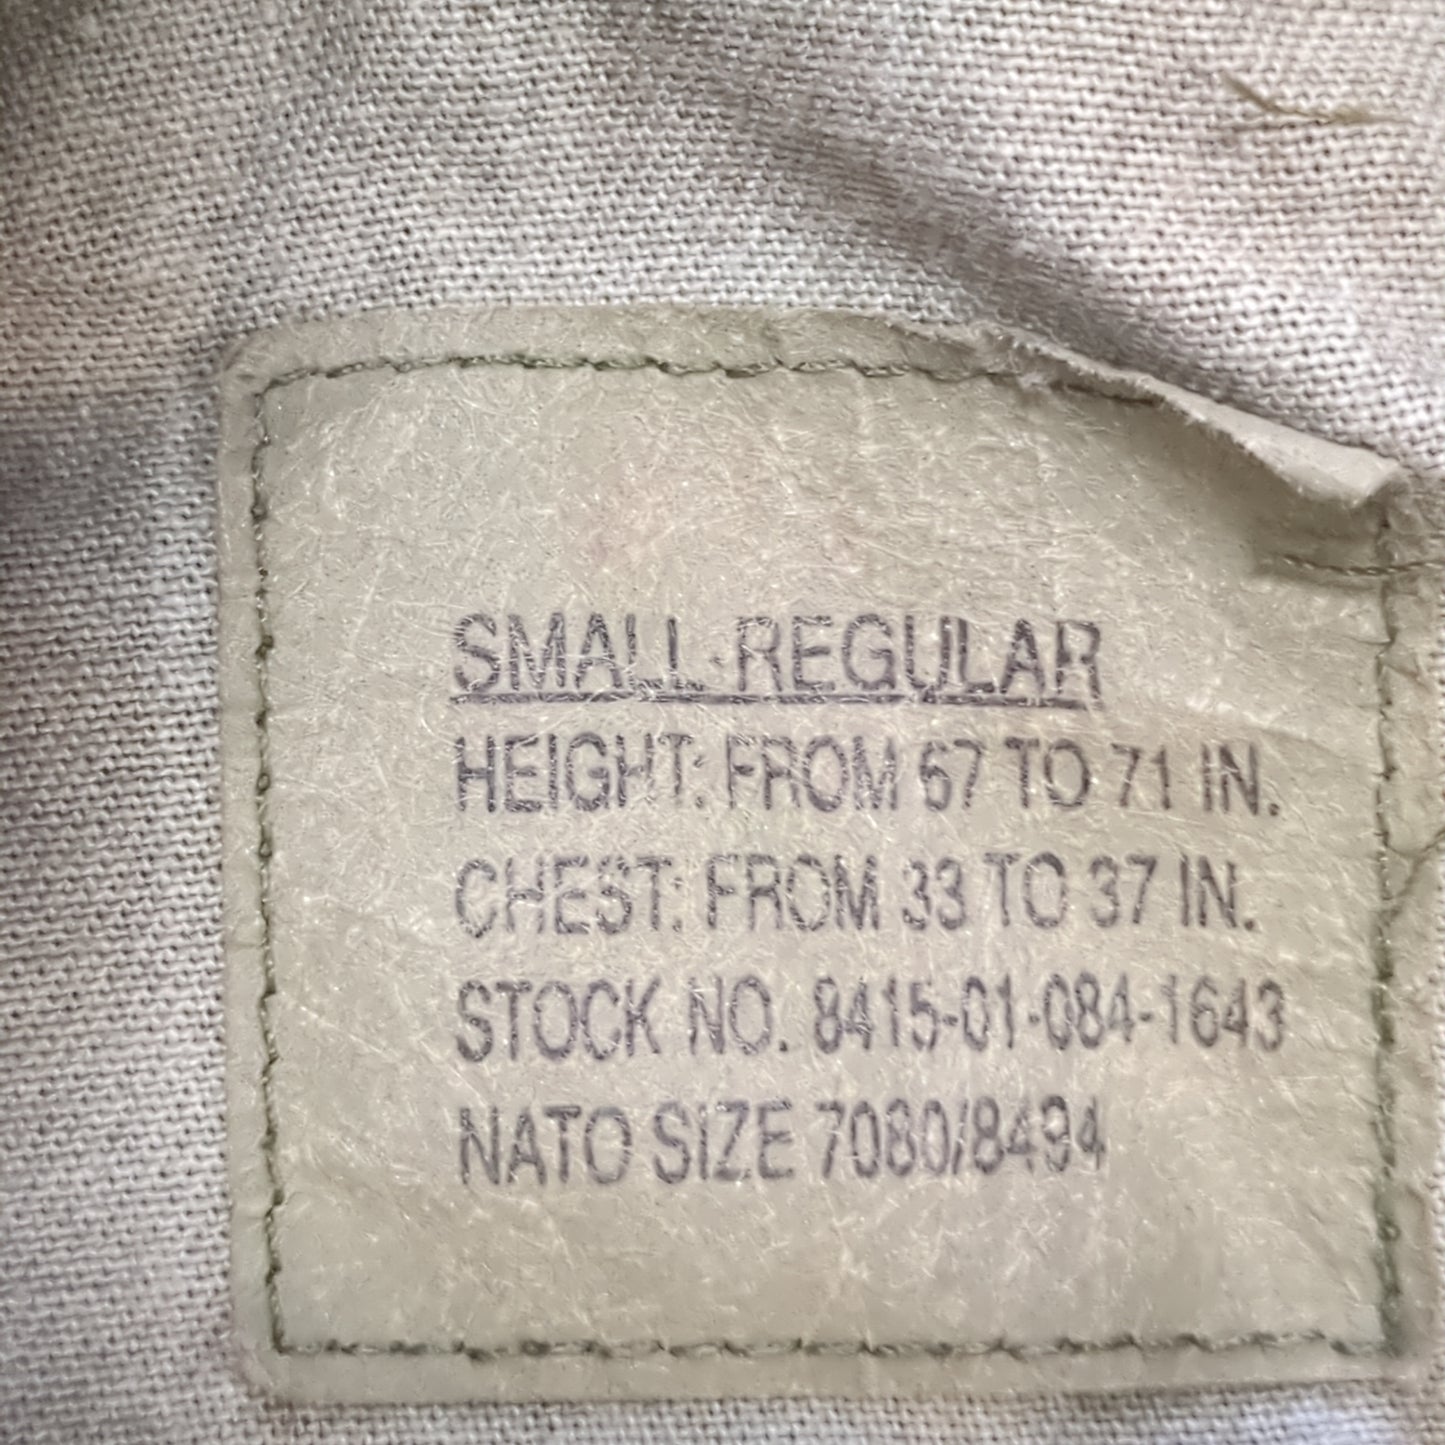 SMALL-REGULAR
HEIGHT: FROM 67 TO 71 IN.
CHEST: FROM 33 TO 37 IN.
STOCK NO. 8415-01-084-1643
NATO SIZE 7080/8494